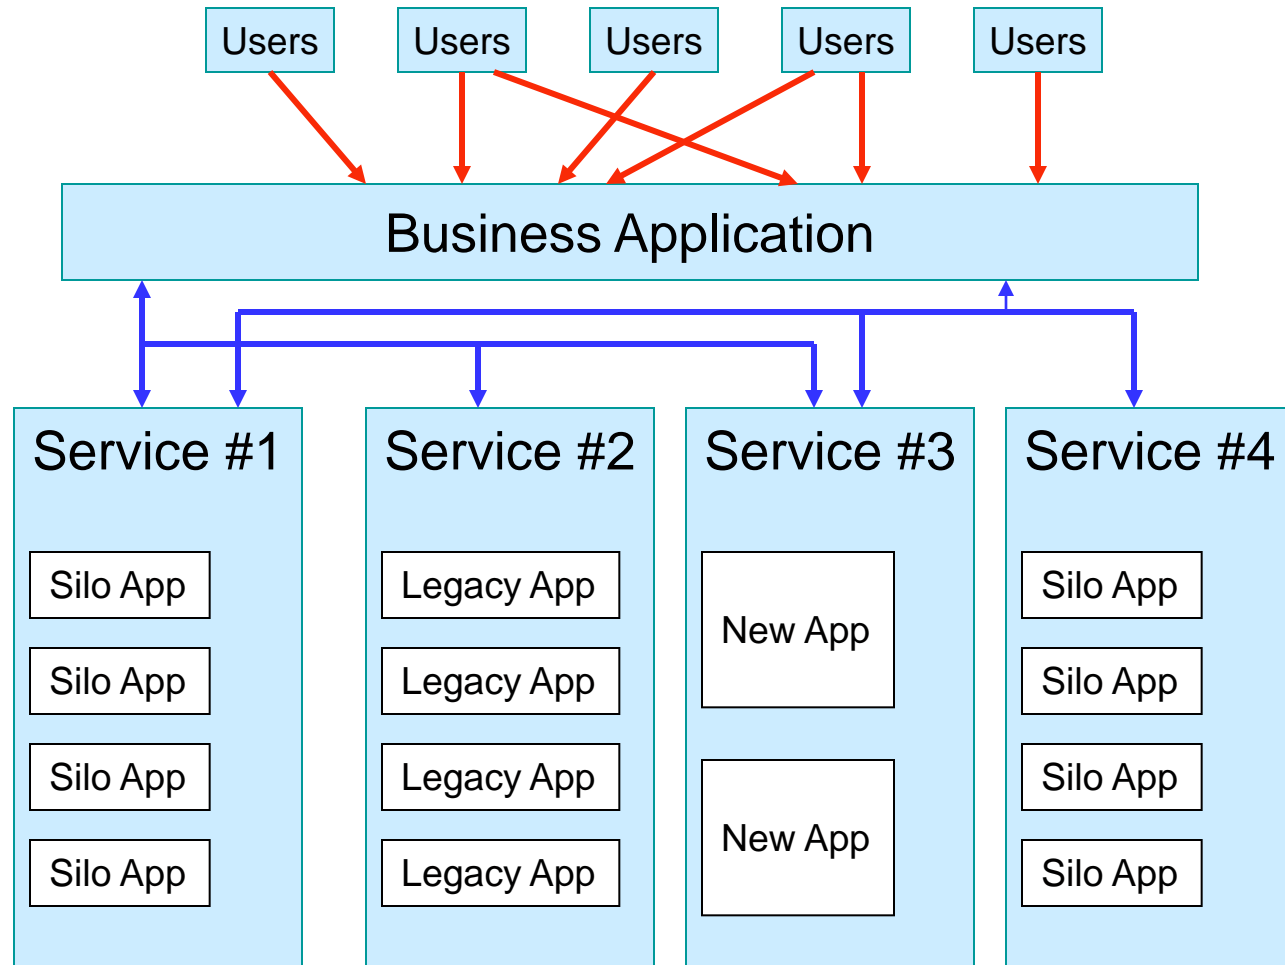 Users
Users
Users
Users
Users
Business Application
Service #1
Silo App
Silo App
Silo App
Silo App
Service #2
Legacy App
Legacy App
Legacy App
Legacy App
Service #3
New App
New App
Service #4
Silo App
Silo App
Silo App
Silo App